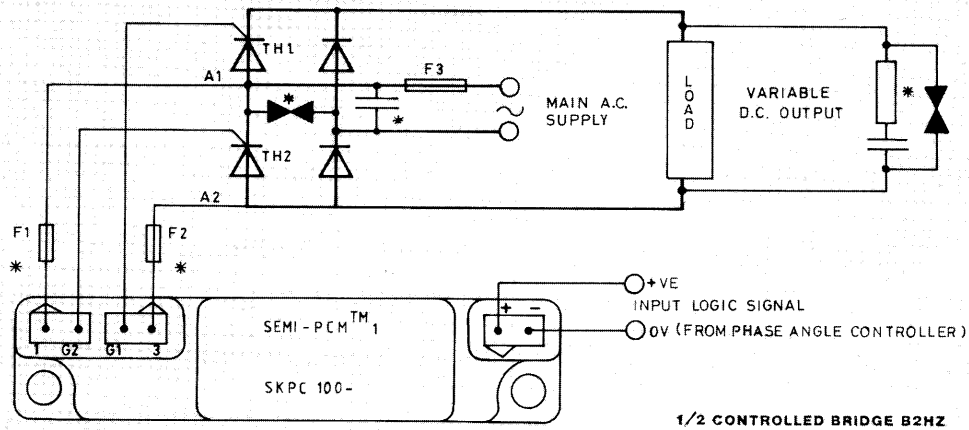 TH1
A1
F3
MAIN A.C.
SUPPLY
LOAD
VARIABLE
D.C. OUTPUT
*
*
*
TH2
A2
F1
*
F2
*
+VE
INPUT LOGIC SIGNAL
0V (FROM PHASE ANGLE CONTROLLER)
+ -
SEMI-PCM™1
1 G2 G1 3
SKPC 100-
1/2 CONTROLLED BRIDGE B2HZ